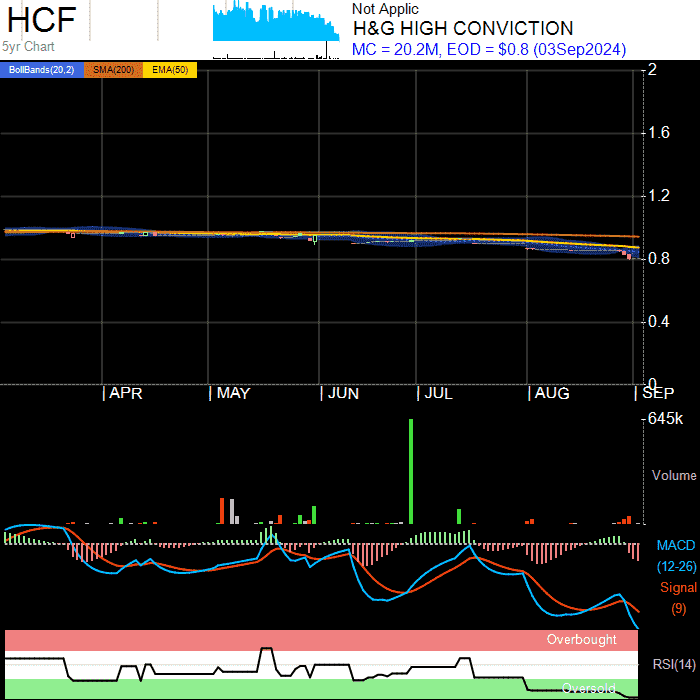 HCF
5yr Chart
Not Applic
H&G HIGH CONVICTION
MC = 20.2M, EOD = $0.8 (03Sep2024)
BollBands(20,2) SMA(200) EMA(50)
2
1.6
1.2
0.8
0.4
0
APR MAY JUN JUL AUG SEP
645k
Volume
MACD
(12-26)
Signal
(9)
Overbought
RSI(14)
Oversold